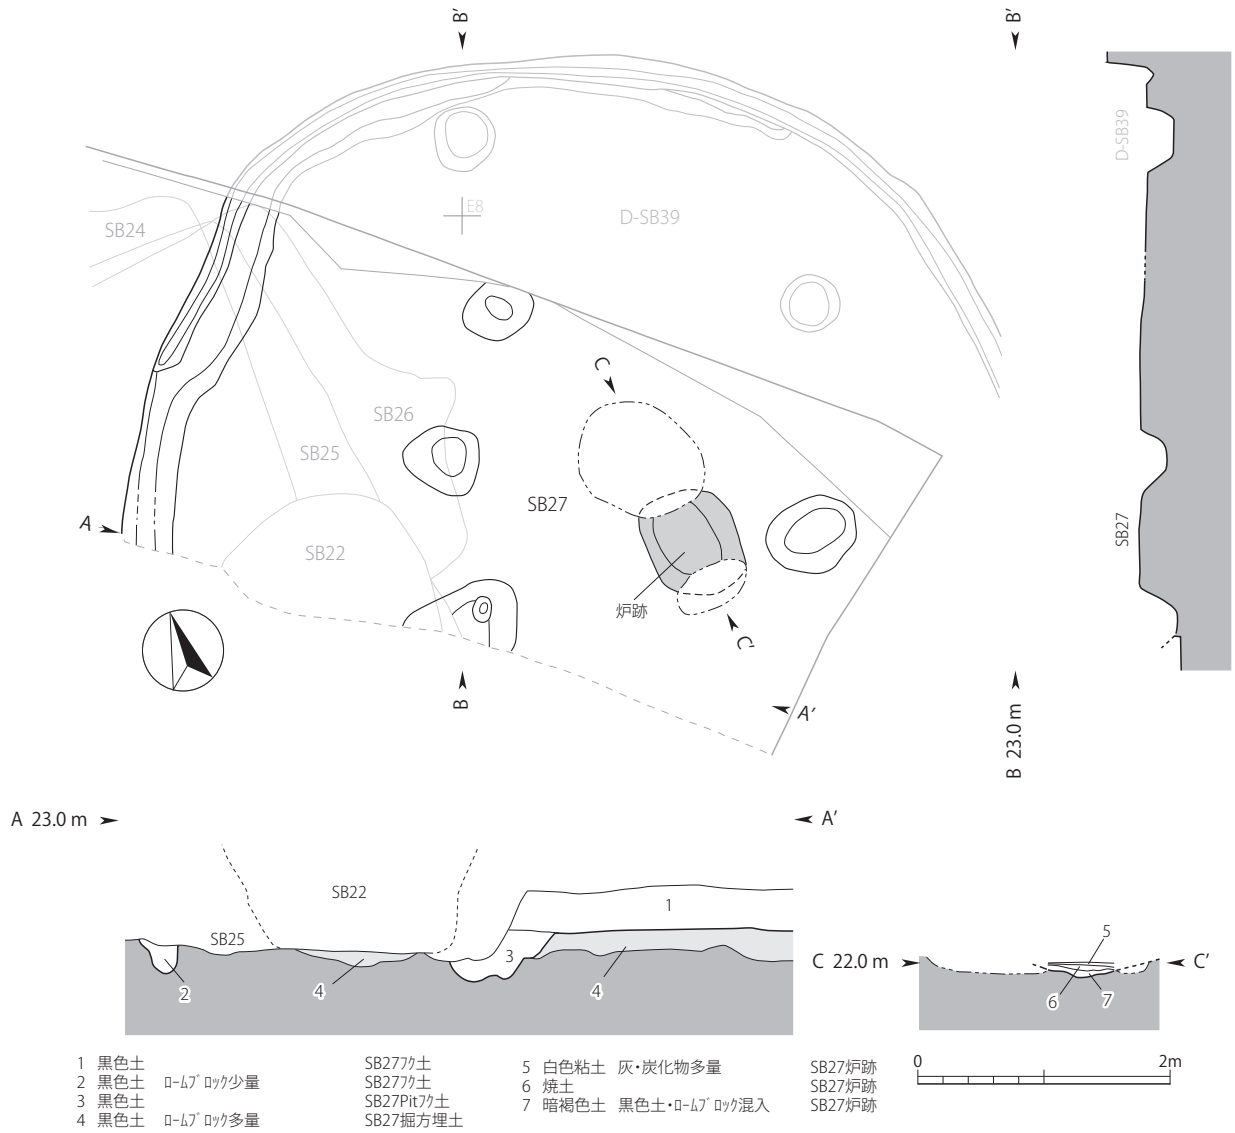 B'
B'
D-SB39
E8
SB24
D-SB39
C
SB26
SB25
SB27
SB27
A
SB22
炉跡
C'
B
A'
B 23.0 m
A 23.0 m
A'
SB22
1
SB25
3
5
C 22.0 m
C'
2
4
4
6
7
1 黒色土 SB27フク土
2 黒色土 ロームブロック少量 SB27フク土
3 黒色土 SB27Pitフク土
4 黒色土 ロームブロック多量 SB27掘方埋土
5 白色粘土 灰・炭化物多量 SB27炉跡
6 焼土 SB27炉跡
7 暗褐色土 黒色土・ロームブロック混入 SB27炉跡
0 2m